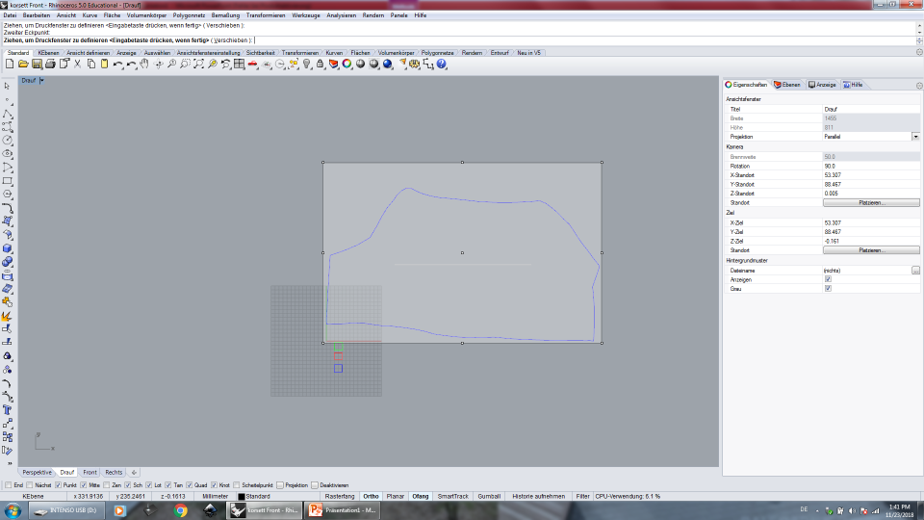 korsett Front - Rhinoceros 5.0 Educational - [Drauf]
Datei Bearbeiten Ansicht Kurve Fläche Volumenkörper Polygonnetz Bemaßung Transformieren Werkzeuge Analysieren Rendern Panele Hilfe
Ziehen, um Druckfenster zu definieren <Eingabetaste drücken, wenn fertig> ( Verschieben ):
Zweiter Eckpunkt:
Ziehen, um Druckfenster zu definieren <Eingabetaste drücken, wenn fertig> ( Verschieben ):
Standard KEbenen Ansicht definieren Anzeige Auswählen Ansichtsfenstereinstellung Sichtbarkeit Transformieren Kurven Flächen Volumenkörper Polygonnetze Rendern Entwurf Neu in V5
Drauf
Eigenschaften Ebenen Anzeige Hilfe
Ansichtsfenster
Titel Drauf
Breite 1455
Höhe 811
Projektion Parallel
Kamera
Brennweite 50.0
Rotation 90.0
X-Standort 53.307
Y-Standort 88.467
Z-Standort 0.805
Standort Platzieren...
Ziel
X-Ziel 53.307
Y-Ziel 88.467
Z-Ziel -0.161
Standort Platzieren...
Hintergrundmuster
Dateiname (nichts) ...
Anzeigen
Grau
x
Perspektive Drauf Front Rechts
End Nächst Punkt Mitte Zen Sch Lot Tan Quad Knot Scheitelpunkt Projektion Deaktivieren
KEbene x 331.9136 y 235.2461 z -0.1613 Millimeter Standard Rasterfang Ortho Planar Ofang SmartTrack Gumball Historie aufnehmen Filter CPU-Verwendung: 5.1 %
INTENSO USB (D:) korsett Front - Rhi... Präsentation1 - M... DE 1:41 PM
11/23/2018